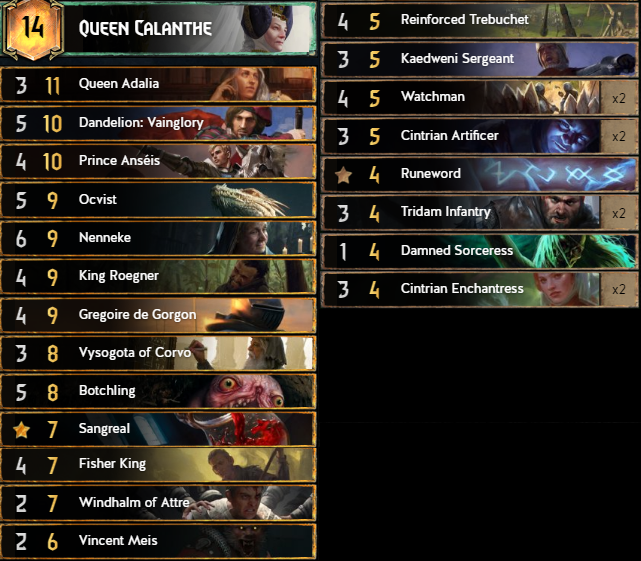 14 QUEEN CALANTHE
3 11 Queen Adalia
5 10 Dandelion: Vainglory
4 10 Prince Anséis
5 9 Ocvist
6 9 Nenneke
4 9 King Roegner
4 9 Gregoire de Gorgon
3 8 Vysogota of Corvo
5 8 Botchling
7 Sangreal
4 7 Fisher King
2 7 Windhalm of Attre
2 6 Vincent Meis
4 5 Reinforced Trebuchet
3 5 Kaedweni Sergeant
4 5 Watchman x2
3 5 Cintrian Artificer x2
4 Runeword
3 4 Tridam Infantry x2
1 4 Damned Sorceress
3 4 Cintrian Enchantress x2